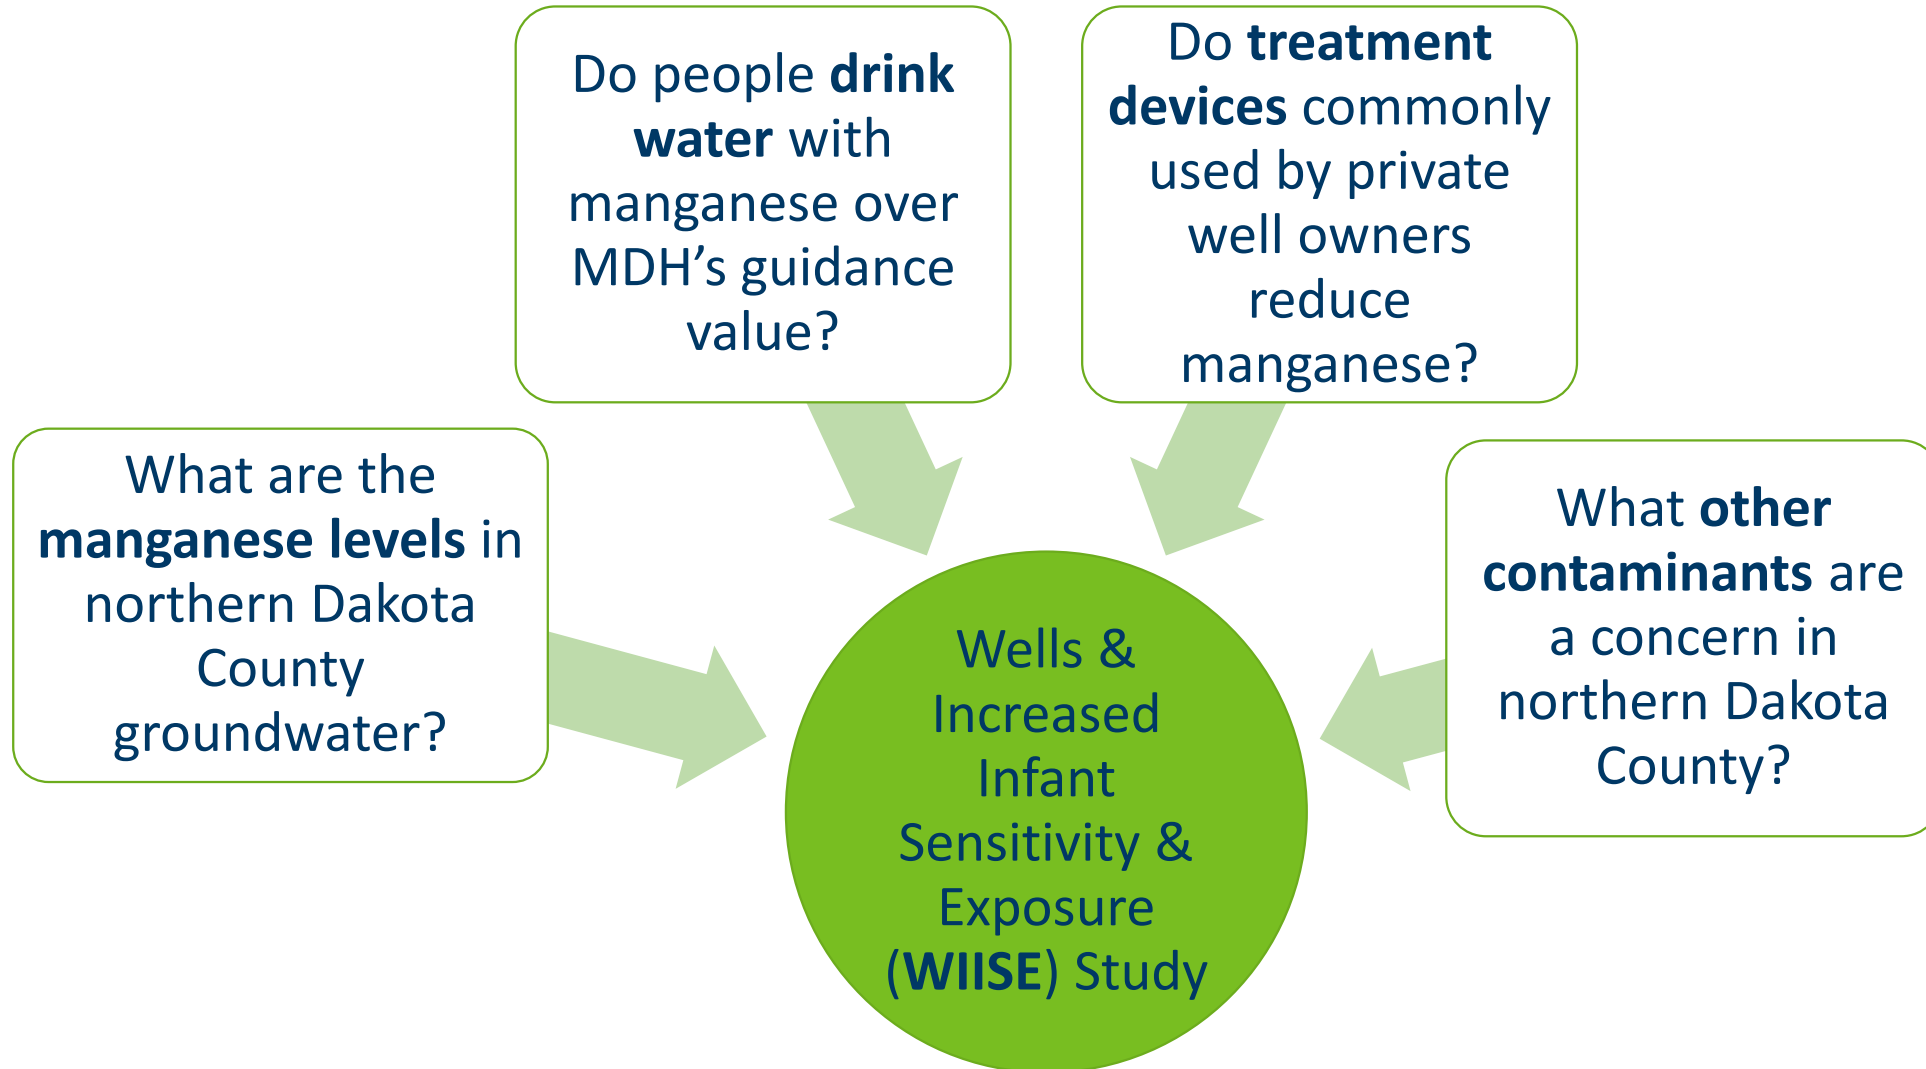 What are the
manganese levels in
northern Dakota
County
groundwater?
Do people drink
water with
manganese over
MDH’s guidance
value?
Do treatment
devices commonly
used by private
well owners
reduce
manganese?
What other
contaminants are
a concern in
northern Dakota
County?
Wells &
Increased
Infant
Sensitivity &
Exposure
(WIISE) Study